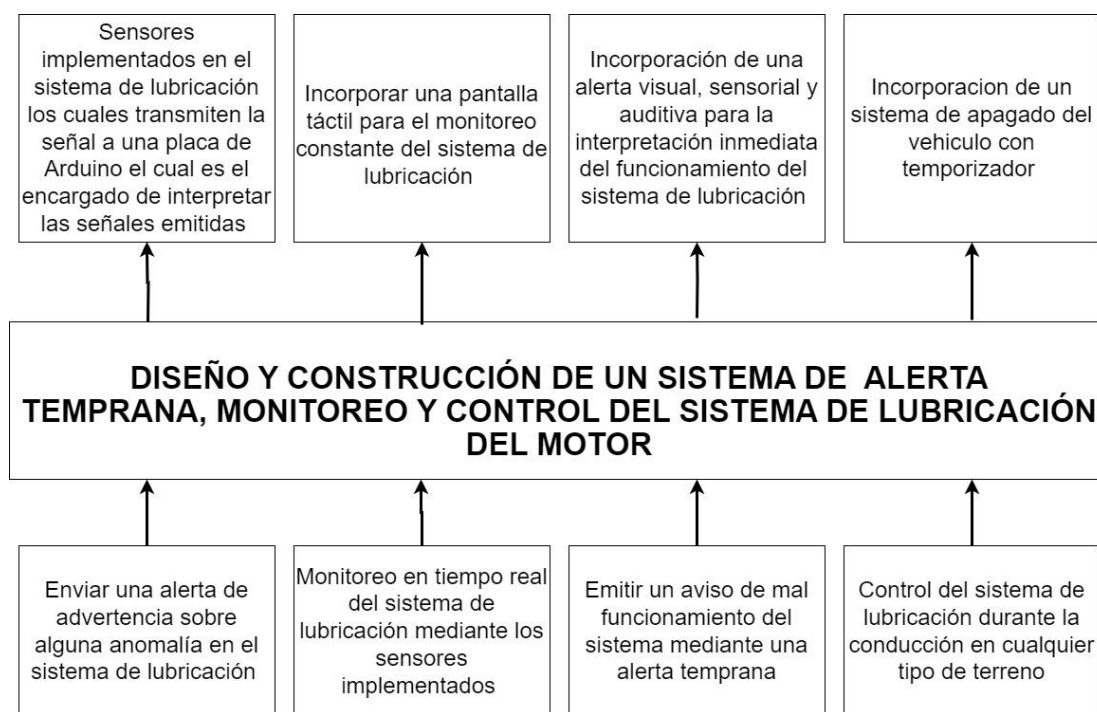 Sensores
implementados en el
sistema de lubricación
los cuales transmiten la
señal a una placa de
Arduino el cual es el
encargado de interpretar
las señales emitidas
Incorporar una pantalla
táctil para el monitoreo
constante del sistema de
lubricación
Incorporación de una
alerta visual, sensorial y
auditiva para la
interpretación inmediata
del funcionamiento del
sistema de lubricación
Incorporacion de un
sistema de apagado del
vehiculo con
temporizador
DISEÑO Y CONSTRUCCIÓN DE UN SISTEMA DE ALERTA
TEMPRANA, MONITOREO Y CONTROL DEL SISTEMA DE LUBRICACIÓN
DEL MOTOR
Enviar una alerta de
advertencia sobre
alguna anomalía en el
sistema de lubricación
Monitoreo en tiempo real
del sistema de
lubricación mediante los
sensores
implementados
Emitir un aviso de mal
funcionamiento del
sistema mediante una
alerta temprana
Control del sistema de
lubricación durante la
conducción en cualquier
tipo de terreno